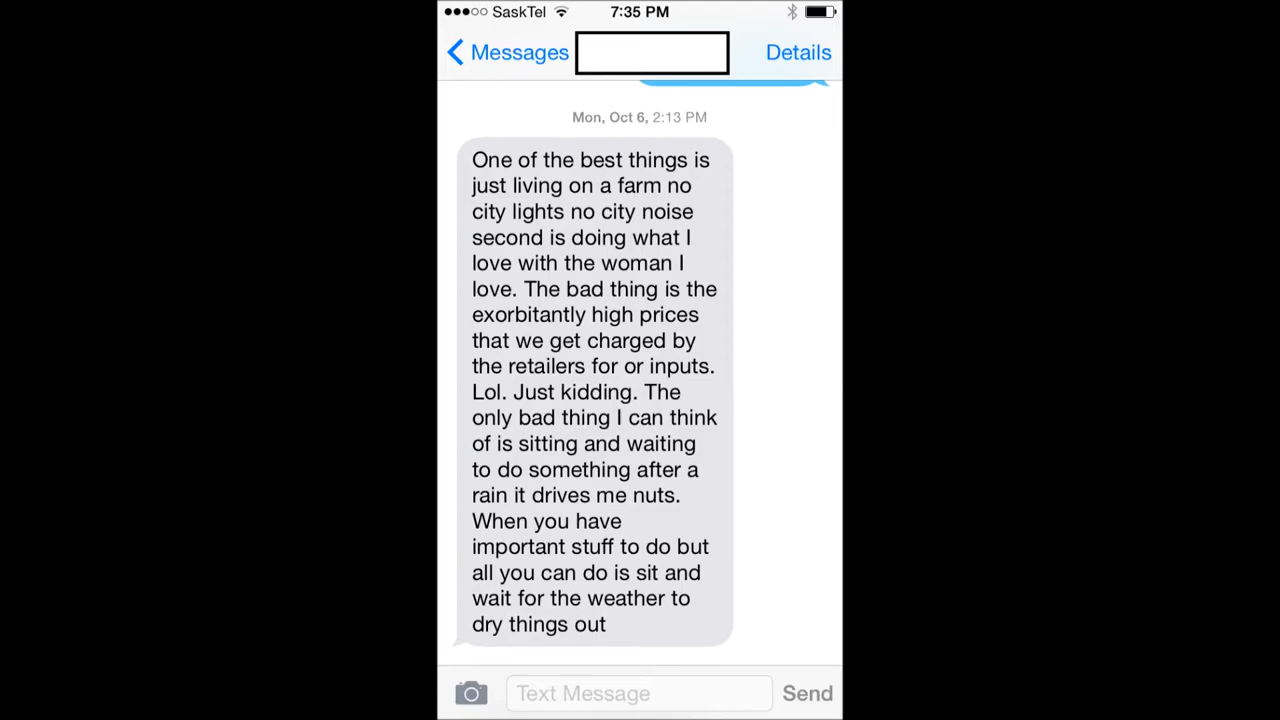 SaskTel 7:35 PM
Messages Details
Mon, Oct 6, 2:13 PM
One of the best things is
just living on a farm no
city lights no city noise
second is doing what I
love with the woman I
love. The bad thing is the
exorbitantly high prices
that we get charged by
the retailers for or inputs.
Lol. Just kidding. The
only bad thing I can think
of is sitting and waiting
to do something after a
rain it drives me nuts.
When you have
important stuff to do but
all you can do is sit and
wait for the weather to
dry things out
Text Message Send